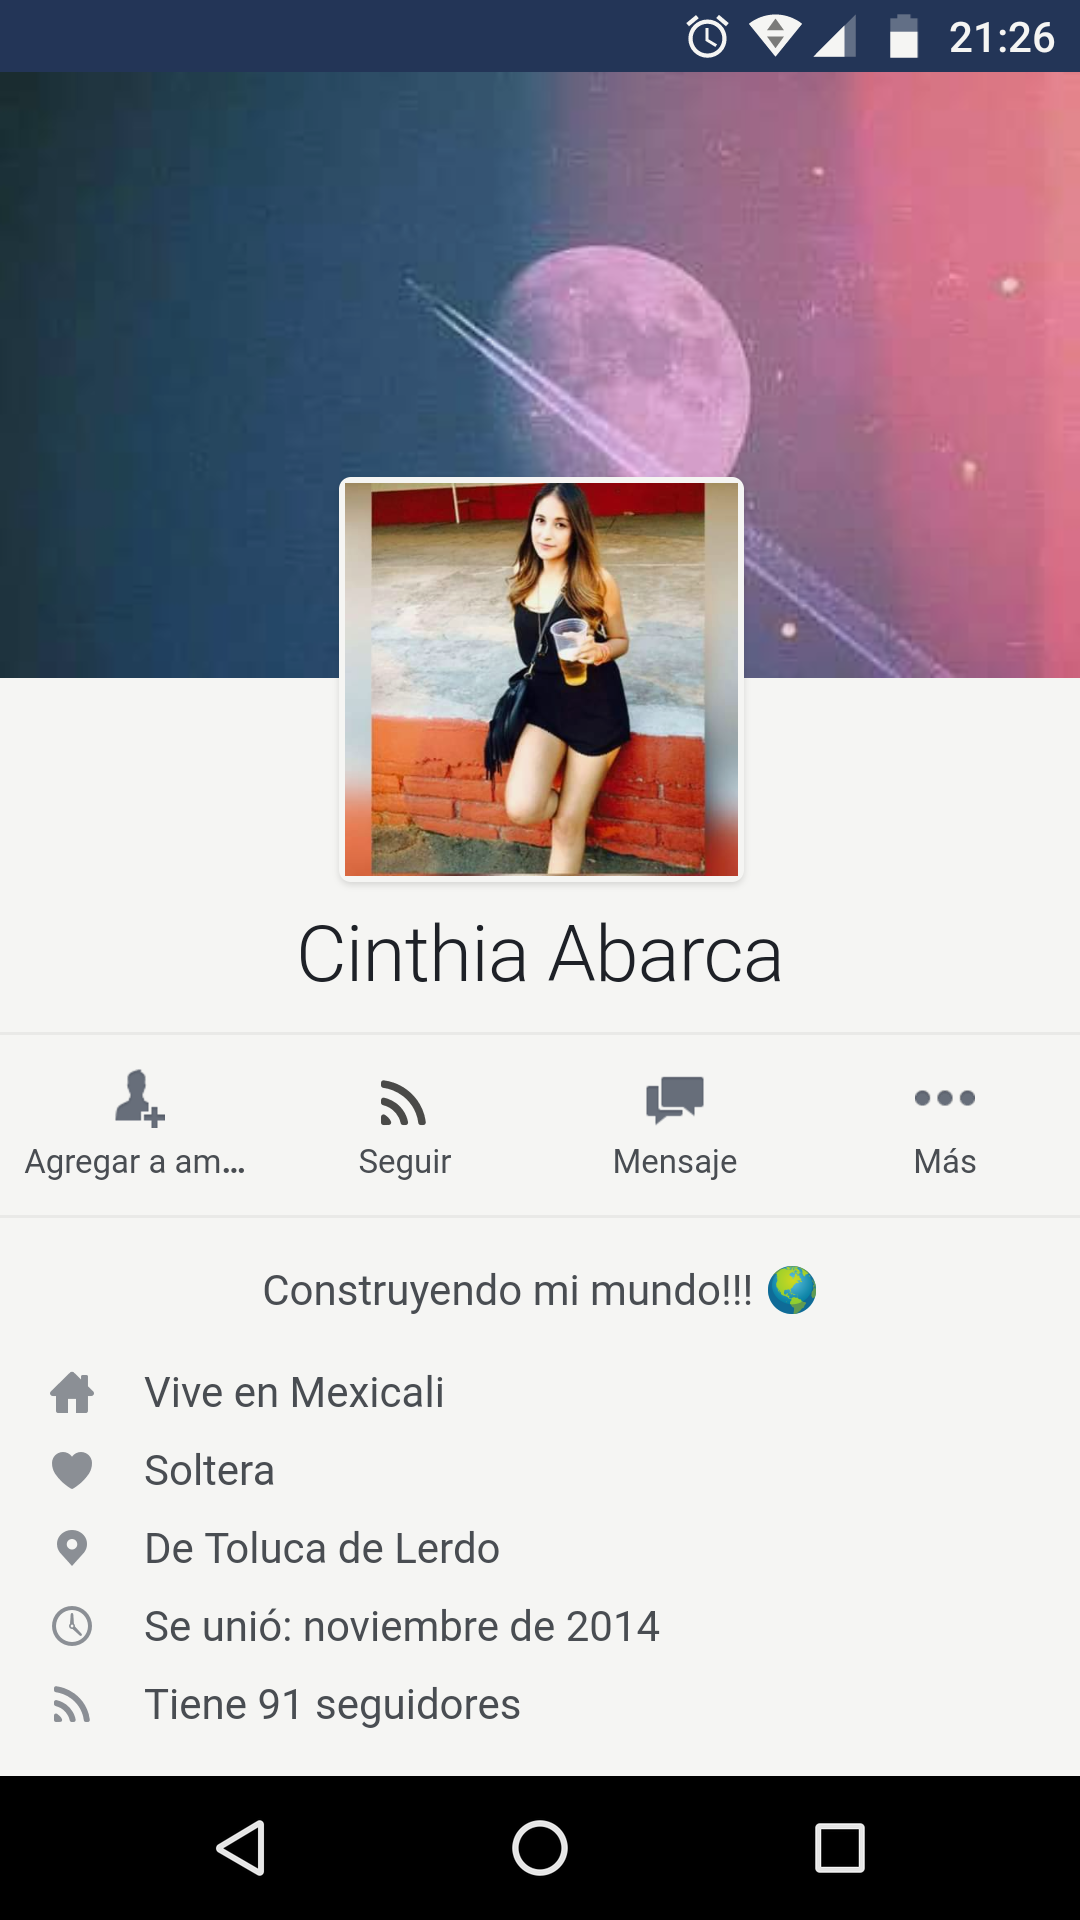 21:26
Cinthia Abarca
Agregar a am... Seguir Mensaje Más
Construyendo mi mundo!!! 🌎
Vive en Mexicali
Soltera
De Toluca de Lerdo
Se unió: noviembre de 2014
Tiene 91 seguidores